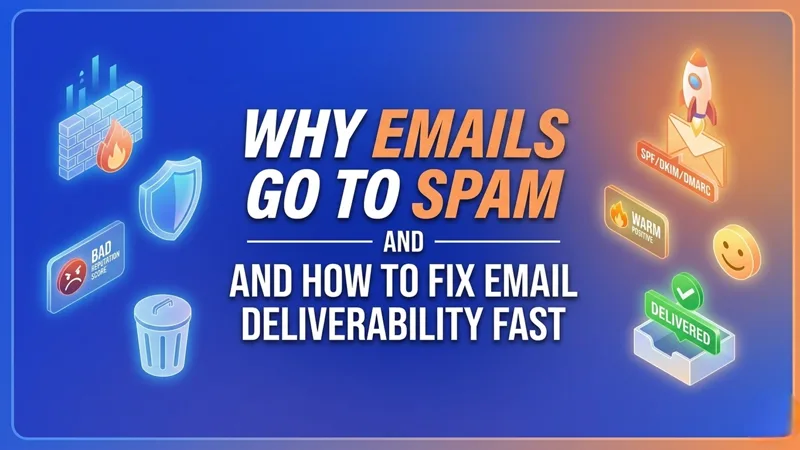 WHY EMAILS
GO TO SPAM
AND
AND HOW TO FIX EMAIL
DELIVERABILITY FAST
BAD
REPUTATION
SCORE
SPF/DKIM/DMARC
WARM
POSITIVE
DELIVERED